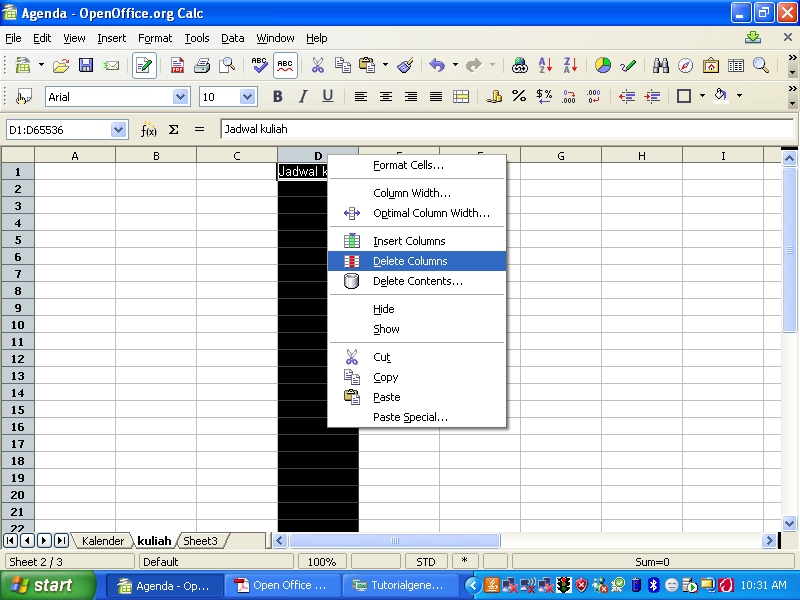 Agenda - OpenOffice.org Calc
File Edit View Insert Format Tools Data Window Help
Arial 10 B I U
D1:D65536 f(x) Σ = Jadwal kuliah
A B C D E F G H I
1 Jadwal k
2
3
4
5
6
7
8
9
10
11
12
13
14
15
16
17
18
19
20
21
22
Format Cells...
Column Width...
Optimal Column Width...
Insert Columns
Delete Columns
Delete Contents...
Hide
Show
Cut
Copy
Paste
Paste Special...
Kalender kuliah Sheet3
Sheet 2 / 3 Default 100% STD * Sum=0
start Agenda - Op... Open Office ... Tutorialgene... 10:31 AM